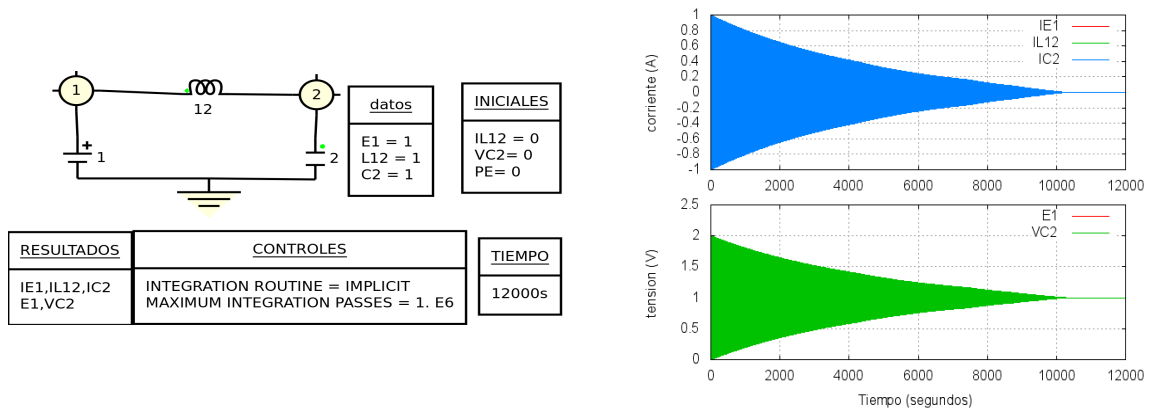 1
12
2
+
1
2
datos
E1 = 1
L12 = 1
C2 = 1
INICIALES
IL12 = 0
VC2= 0
PE= 0
RESULTADOS
IE1,IL12,IC2
E1,VC2
CONTROLES
INTEGRATION ROUTINE = IMPLICIT
MAXIMUM INTEGRATION PASSES = 1. E6
TIEMPO
12000s
corriente (A)
1
0.8
0.6
0.4
0.2
0
-0.2
-0.4
-0.6
-0.8
-1
IE1
IL12
IC2
0 2000 4000 6000 8000 10000 12000
tension (V)
2.5
2
1.5
1
0.5
0
E1
VC2
0 2000 4000 6000 8000 10000 12000
Tiempo (segundos)